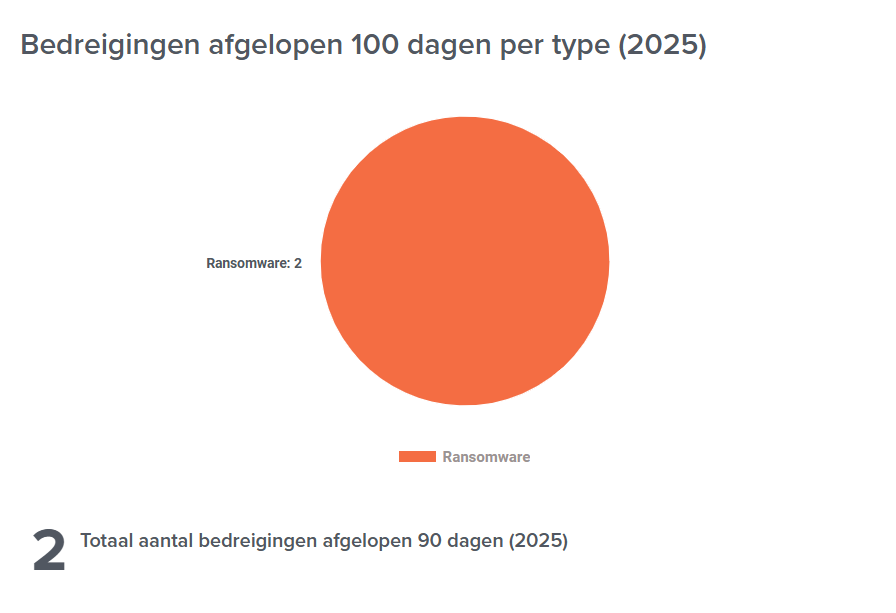 Bedreigingen afgelopen 100 dagen per type (2025)
Ransomware: 2
Ransomware
2 Totaal aantal bedreigingen afgelopen 90 dagen (2025)